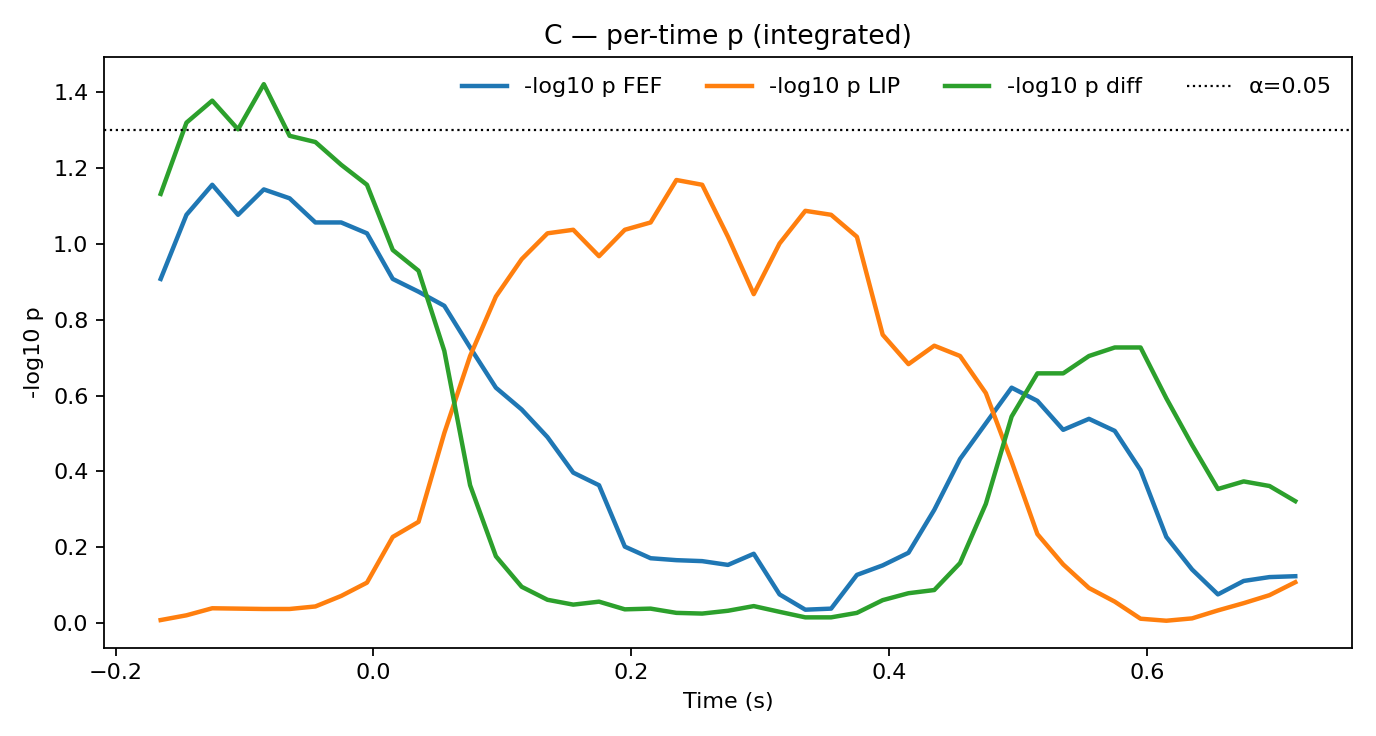 C — per-time p (integrated)
-log10 p FEF
-log10 p LIP
-log10 p diff
α=0.05
-log10 p
1.4
1.2
1.0
0.8
0.6
0.4
0.2
0.0
−0.2
0.0
0.2
0.4
0.6
Time (s)